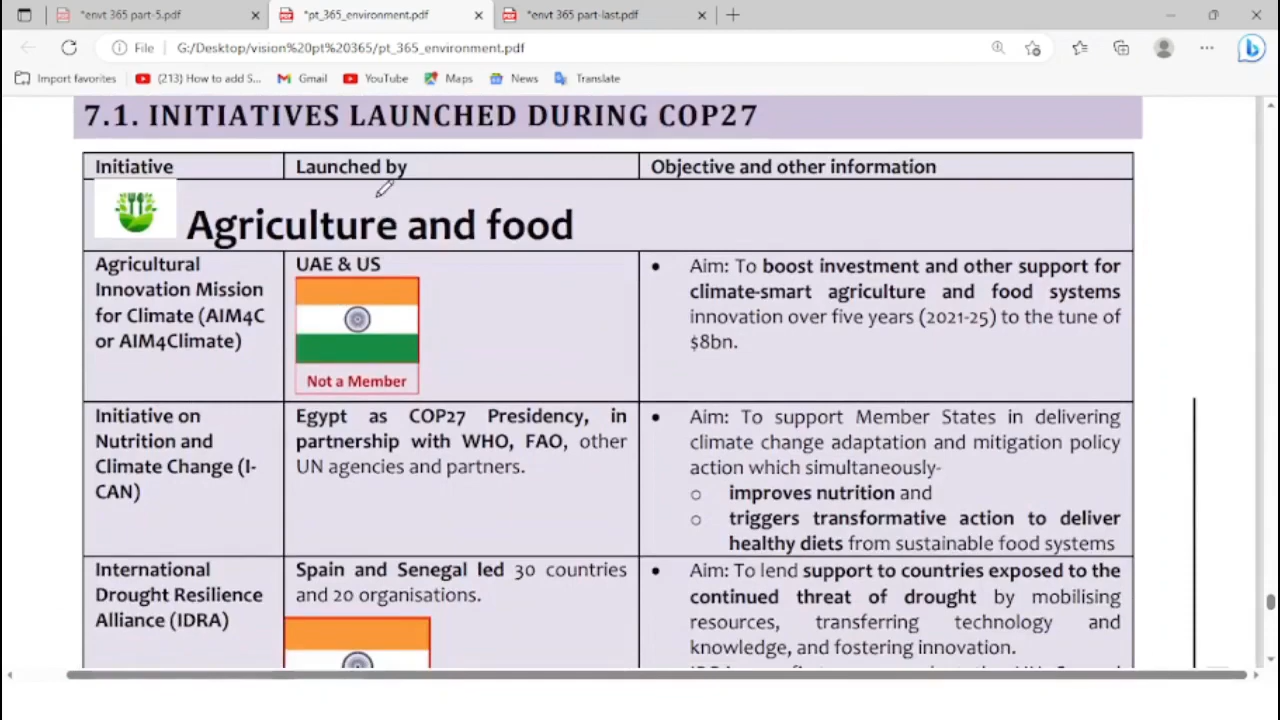 *envt 365 part-5.pdf
*pt_365_environment.pdf
*envt 365 part-last.pdf
File
G:/Desktop/vision%20pt%20365/pt_365_environment.pdf
Import favorites
(213) How to add S...
Gmail
YouTube
Maps
News
Translate
7.1. INITIATIVES LAUNCHED DURING COP27
Initiative
Launched by
Objective and other information
Agriculture and food
Agricultural
Innovation Mission
for Climate (AIM4C
or AIM4Climate)
UAE & US
Not a Member
• Aim: To boost investment and other support for
climate-smart agriculture and food systems
innovation over five years (2021-25) to the tune of
$8bn.
Initiative on
Nutrition and
Climate Change (I-
CAN)
Egypt as COP27 Presidency, in
partnership with WHO, FAO, other
UN agencies and partners.
• Aim: To support Member States in delivering
climate change adaptation and mitigation policy
action which simultaneously-
o improves nutrition and
o triggers transformative action to deliver
healthy diets from sustainable food systems
International
Drought Resilience
Alliance (IDRA)
Spain and Senegal led 30 countries
and 20 organisations.
• Aim: To lend support to countries exposed to the
continued threat of drought by mobilising
resources, transferring technology and
knowledge, and fostering innovation.